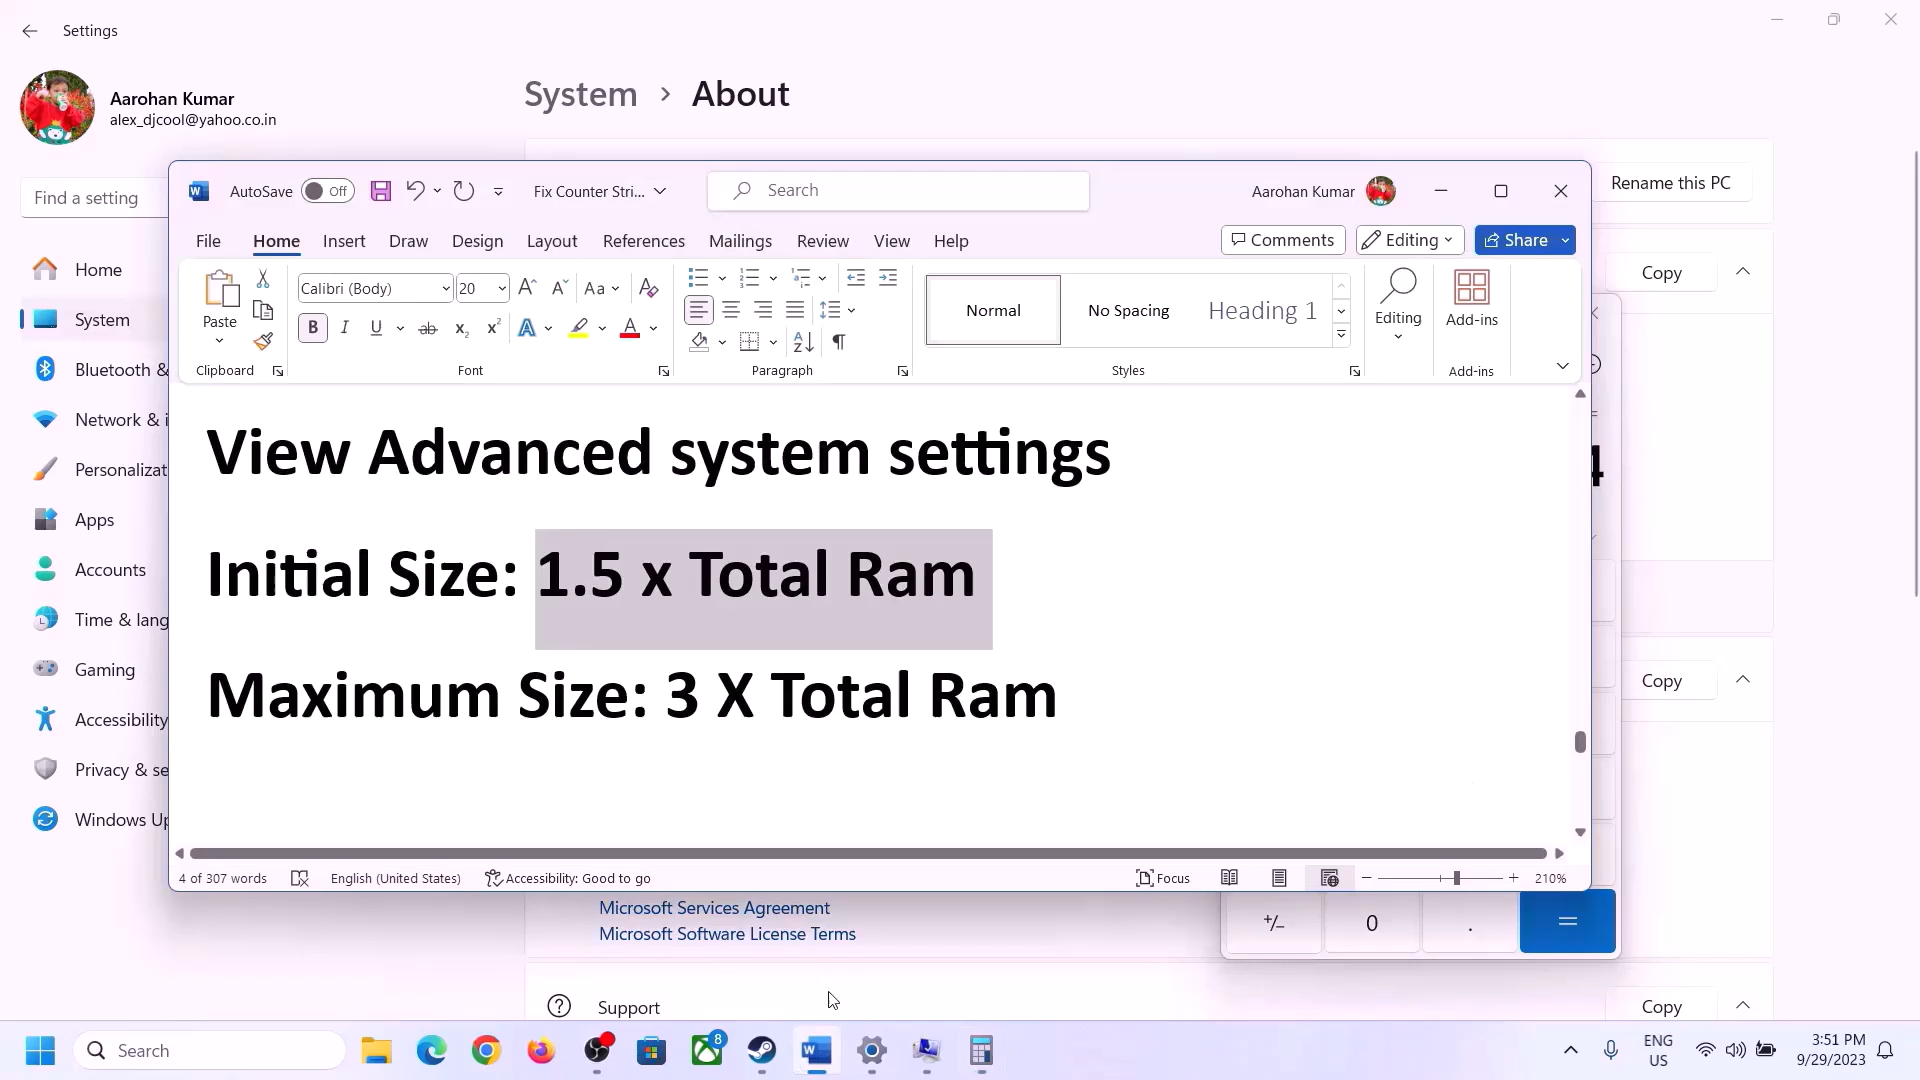 Settings
Aarohan Kumar
alex_djcool@yahoo.co.in
System > About
Find a setting
Home
System
Bluetooth &
Network & i
Personalizat
Apps
Accounts
Time & lang
Gaming
Accessibility
Privacy & se
Windows Up
Rename this PC
Copy
Copy
Copy
AutoSave Off
Fix Counter Stri...
Search
Aarohan Kumar
File Home Insert Draw Design Layout References Mailings Review View Help
Comments Editing Share
Paste
Calibri (Body) 20
Normal
No Spacing
Heading 1
Editing
Add-ins
Clipboard
Font
Paragraph
Styles
Add-ins
View Advanced system settings
Initial Size: 1.5 x Total Ram
Maximum Size: 3 X Total Ram
4
4 of 307 words
English (United States)
Accessibility: Good to go
Focus
210%
Microsoft Services Agreement
Microsoft Software License Terms
+/− 0 . =
Support
Search
8
ENG
US
3:51 PM
9/29/2023